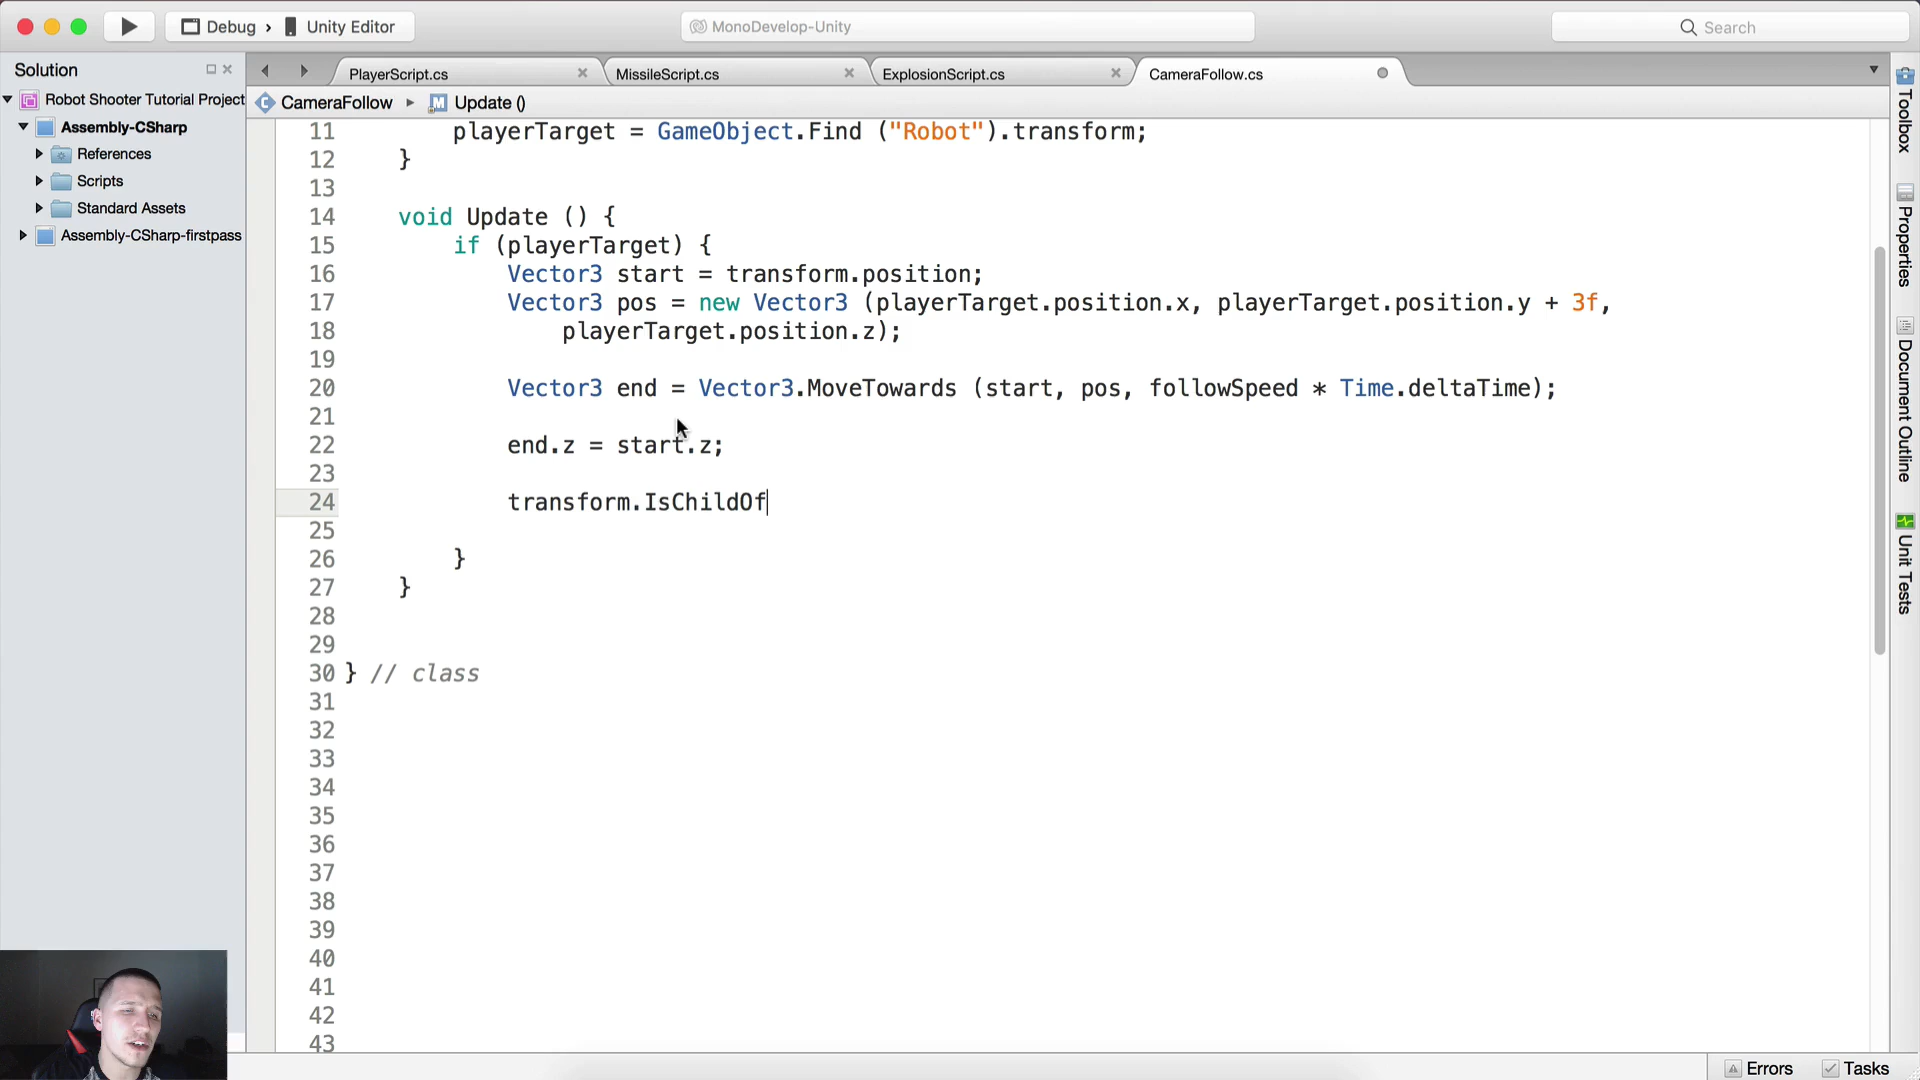 Debug › Unity Editor
MonoDevelop-Unity
Search
Solution
PlayerScript.cs
MissileScript.cs
ExplosionScript.cs
CameraFollow.cs
Robot Shooter Tutorial Project
Assembly-CSharp
References
Scripts
Standard Assets
Assembly-CSharp-firstpass
CameraFollow
Update ()
11 playerTarget = GameObject.Find ("Robot").transform;
12 }
13
14 void Update () {
15 if (playerTarget) {
16 Vector3 start = transform.position;
17 Vector3 pos = new Vector3 (playerTarget.position.x, playerTarget.position.y + 3f,
18 playerTarget.position.z);
19
20 Vector3 end = Vector3.MoveTowards (start, pos, followSpeed * Time.deltaTime);
21
22 end.z = start.z;
23
24 transform.IsChildOf
25
26 }
27 }
28
29
30 } // class
31
32
33
34
35
36
37
38
39
40
41
42
43
Toolbox
Properties
Document Outline
Unit Tests
Errors
Tasks